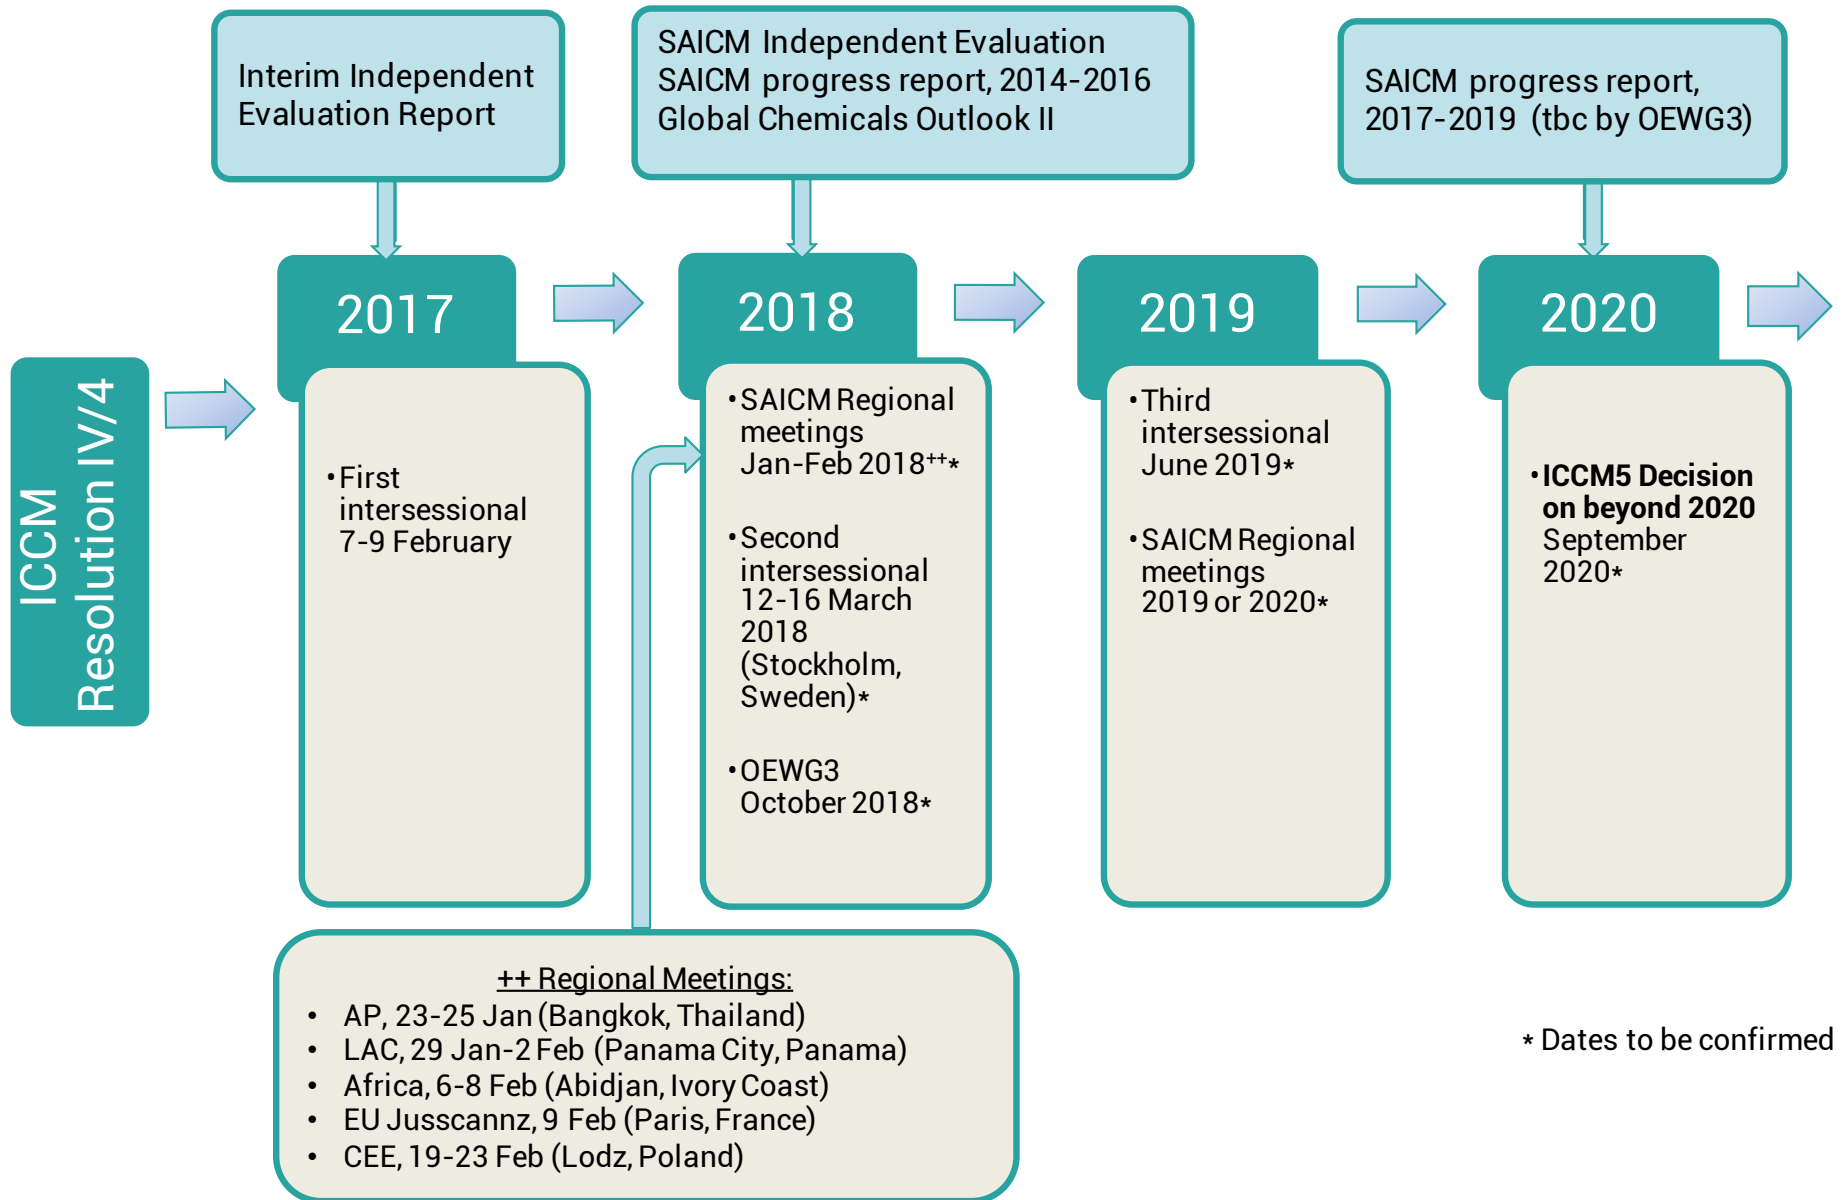 Interim Independent
Evaluation Report
SAICM Independent Evaluation
SAICM progress report, 2014-2016
Global Chemicals Outlook II
SAICM progress report,
2017-2019 (tbc by OEWG3)
ICCM
Resolution IV/4
2017
•First
intersessional
7-9 February
2018
•SAICM Regional
meetings
Jan-Feb 2018++*
•Second
intersessional
12-16 March
2018
(Stockholm,
Sweden)*
•OEWG3
October 2018*
2019
•Third
intersessional
June 2019*
•SAICM Regional
meetings
2019 or 2020*
2020
•ICCM5 Decision
on beyond 2020
September
2020*
++ Regional Meetings:
• AP, 23-25 Jan (Bangkok, Thailand)
• LAC, 29 Jan-2 Feb (Panama City, Panama)
• Africa, 6-8 Feb (Abidjan, Ivory Coast)
• EU Jusscannz, 9 Feb (Paris, France)
• CEE, 19-23 Feb (Lodz, Poland)
* Dates to be confirmed